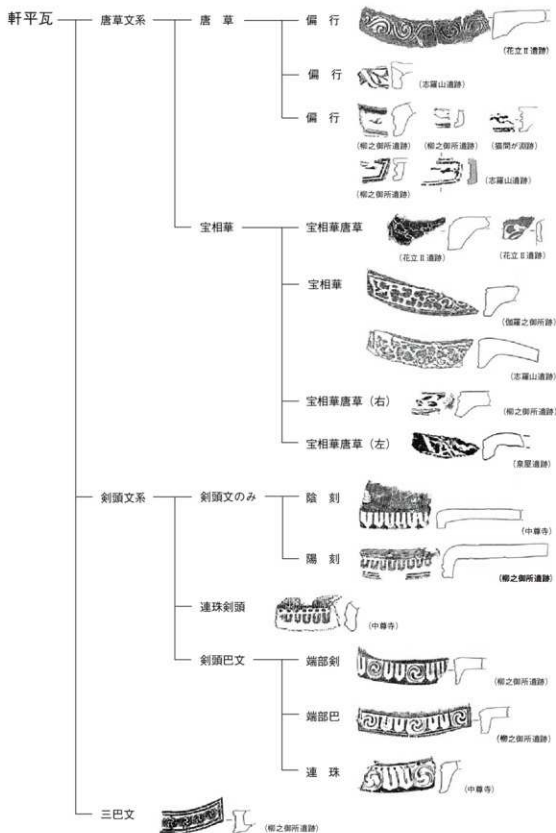 軒平瓦 唐草文系 唐草 偏行
(花立Ⅱ遺跡)
偏行
(志羅山遺跡)
偏行
(柳之御所遺跡) (柳之御所遺跡) (猫間が淵跡)
(柳之御所遺跡) (志羅山遺跡)
宝相華 宝相華唐草
(花立Ⅱ遺跡) (花立Ⅱ遺跡)
宝相華
(伽羅之御所跡)
(志羅山遺跡)
宝相華唐草(右)
(柳之御所遺跡)
宝相華唐草(左)
(泉屋遺跡)
剣頭文系 剣頭文のみ 陰刻
(中尊寺)
陽刻
(柳之御所遺跡)
連珠剣頭
(中尊寺)
剣頭巴文 端部剣
(柳之御所遺跡)
端部巴
(柳之御所遺跡)
連珠
(中尊寺)
三巴文
(柳之御所遺跡)